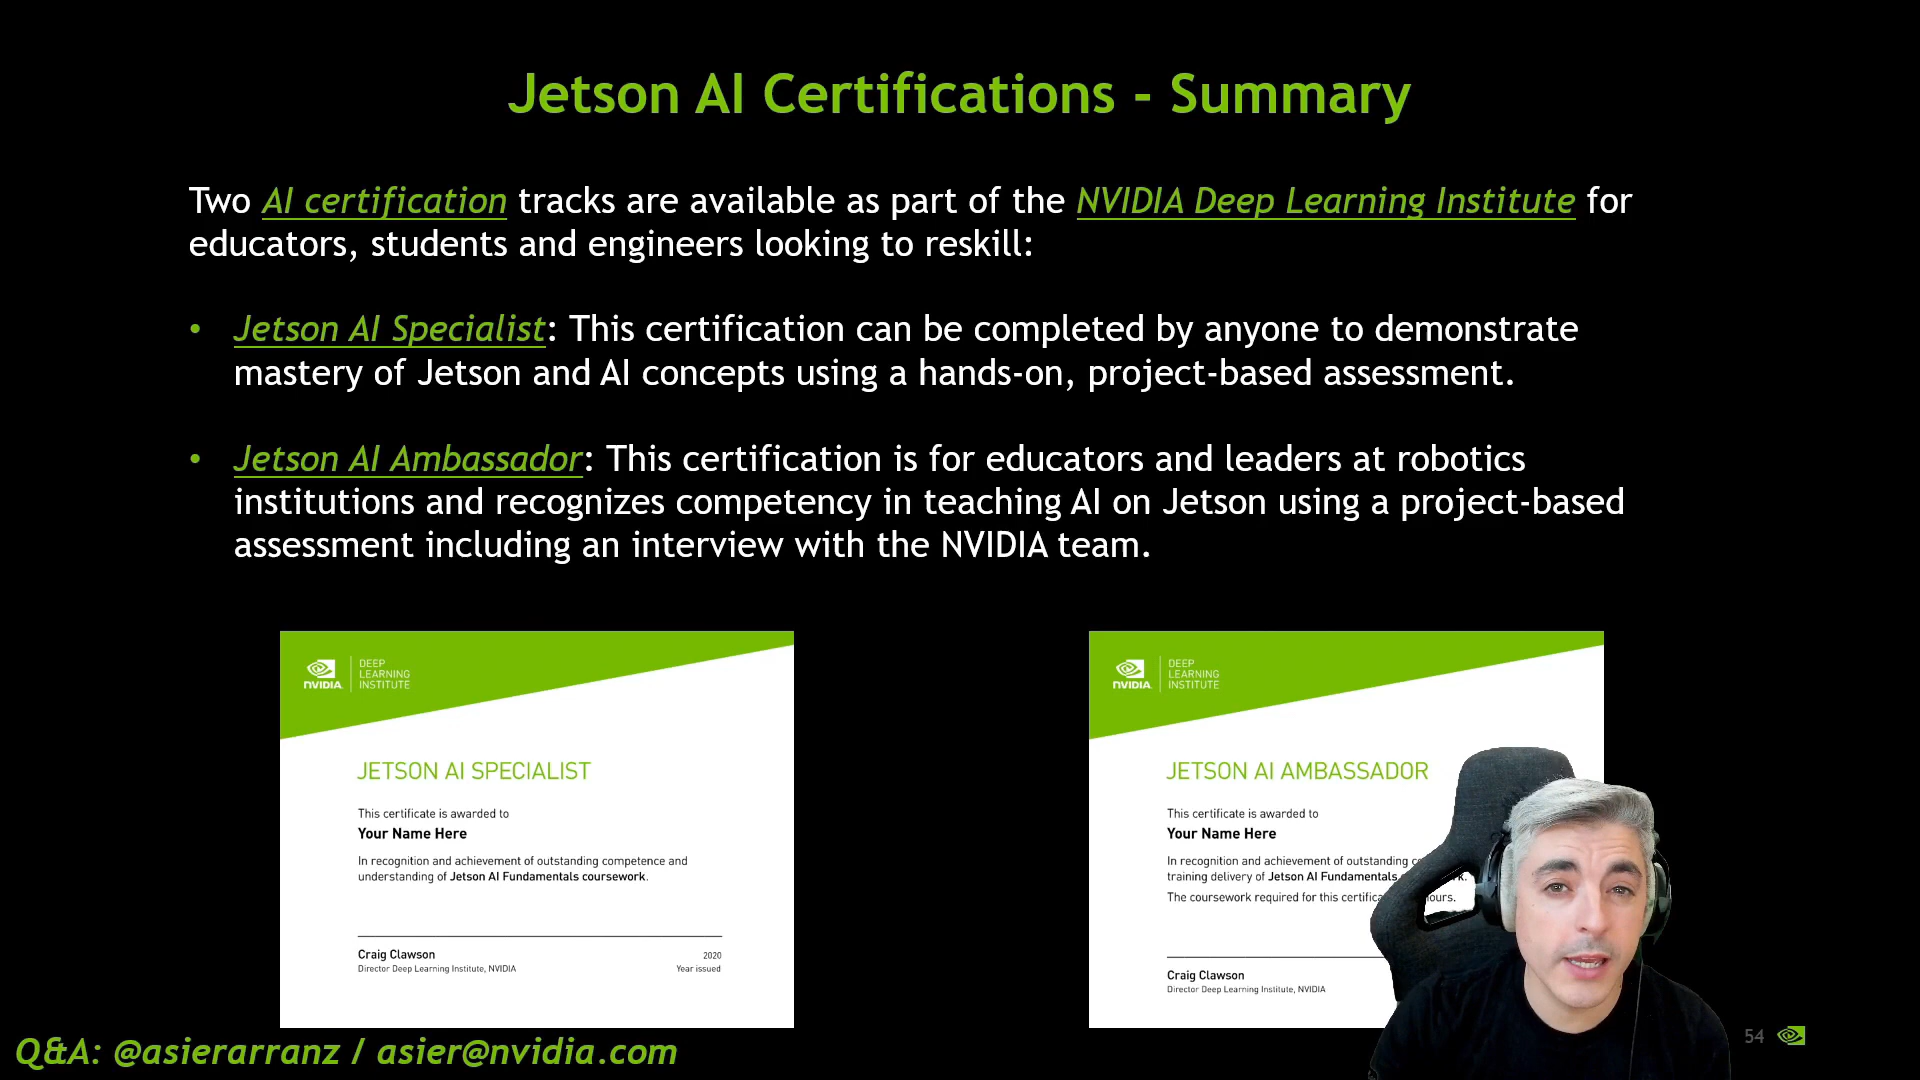 Jetson AI Certifications - Summary
Two AI certification tracks are available as part of the NVIDIA Deep Learning Institute for
educators, students and engineers looking to reskill:
• Jetson AI Specialist: This certification can be completed by anyone to demonstrate
mastery of Jetson and AI concepts using a hands-on, project-based assessment.
• Jetson AI Ambassador: This certification is for educators and leaders at robotics
institutions and recognizes competency in teaching AI on Jetson using a project-based
assessment including an interview with the NVIDIA team.
NVIDIA
DEEP
LEARNING
INSTITUTE
JETSON AI SPECIALIST
This certificate is awarded to
Your Name Here
In recognition and achievement of outstanding competence and
understanding of Jetson AI Fundamentals coursework.
Craig Clawson
2020
Director Deep Learning Institute, NVIDIA
Year issued
NVIDIA
DEEP
LEARNING
INSTITUTE
JETSON AI AMBASSADOR
This certificate is awarded to
Your Name Here
In recognition and achievement of outstanding
training delivery of Jetson AI Fundamentals
The coursework required for this
Craig Clawson
Director Deep Learning Institute, NVIDIA
Q&A: @asierarranz / asier@nvidia.com
54